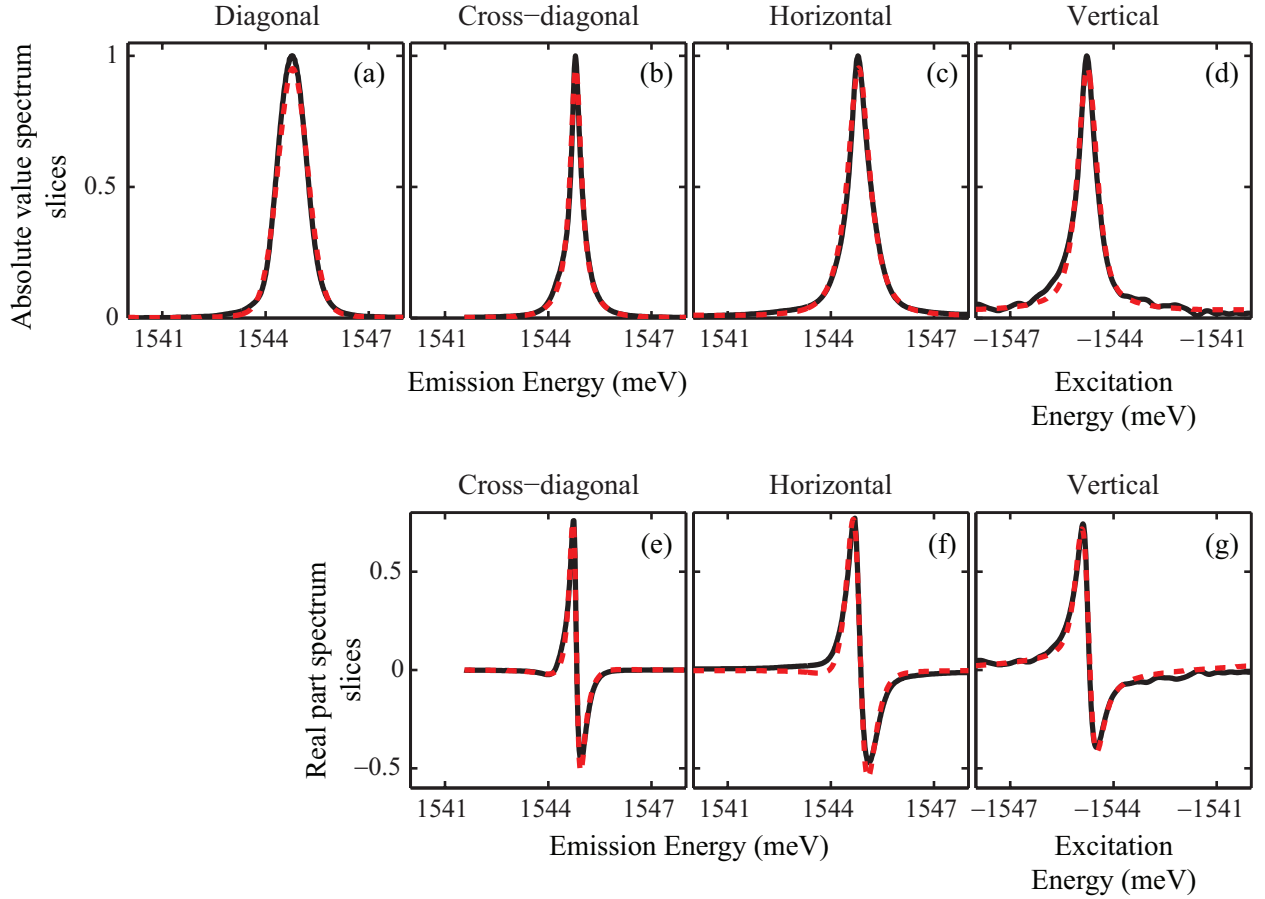 Diagonal
Cross−diagonal
Horizontal
Vertical
Absolute value spectrum
slices
1
0.5
0
(a)
(b)
(c)
(d)
1541
1544
1547
1541
1544
1547
1541
1544
1547
−1547
−1544
−1541
Emission Energy (meV)
Excitation
Energy (meV)
Cross−diagonal
Horizontal
Vertical
Real part spectrum
slices
0.5
0
−0.5
(e)
(f)
(g)
1541
1544
1547
1541
1544
1547
−1547
−1544
−1541
Emission Energy (meV)
Excitation
Energy (meV)